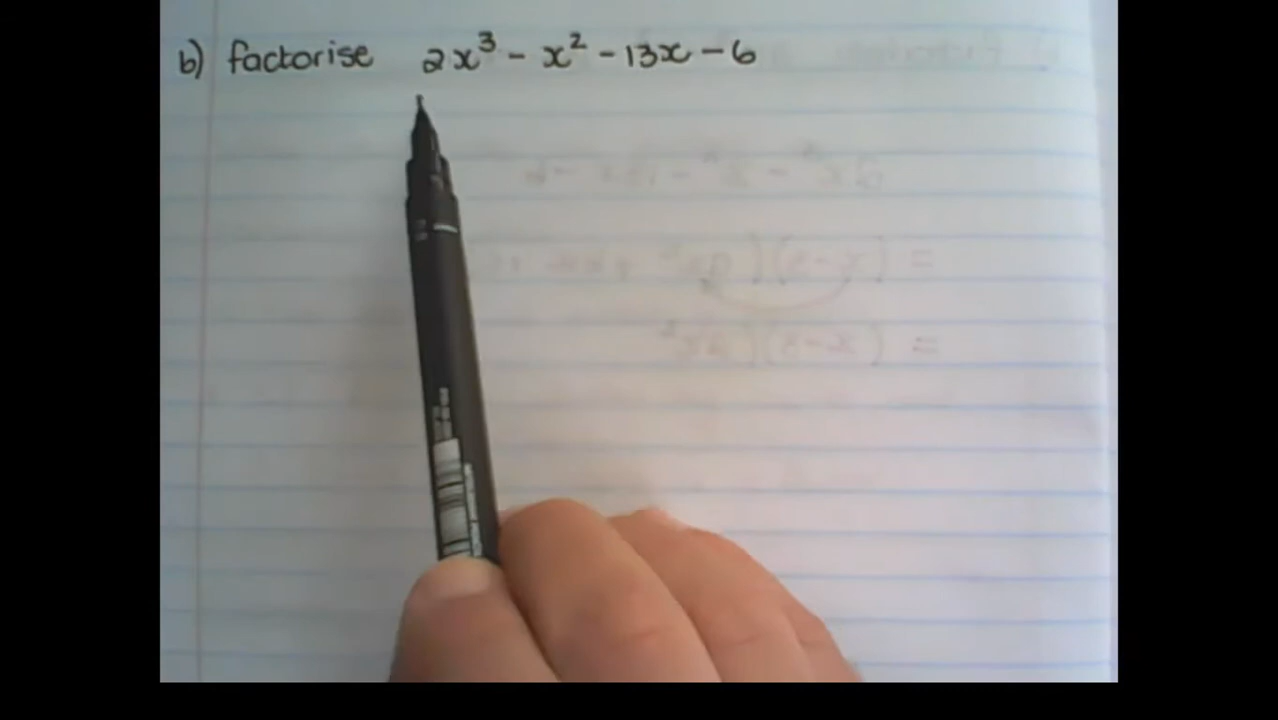 b) factorise 2x³ - x² - 13x - 6